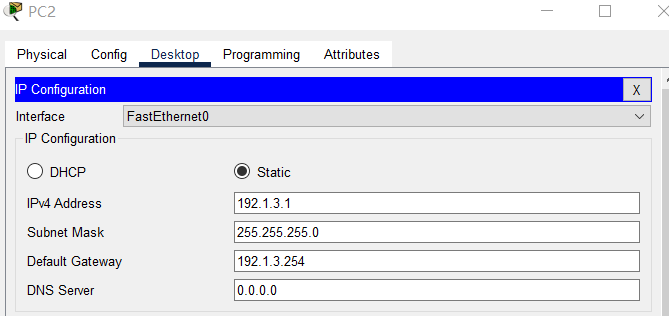 PC2
Physical Config Desktop Programming Attributes
IP Configuration X
Interface FastEthernet0
IP Configuration
DHCP Static
IPv4 Address 192.1.3.1
Subnet Mask 255.255.255.0
Default Gateway 192.1.3.254
DNS Server 0.0.0.0